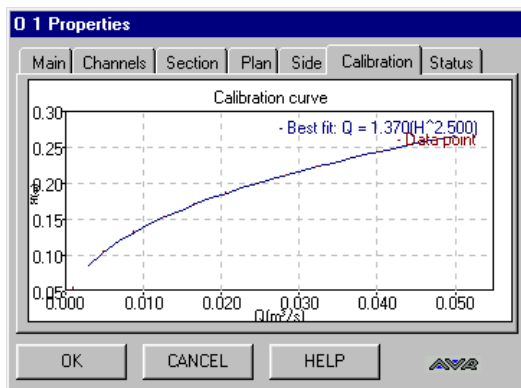 O 1 Properties
Main Channels Section Plan Side Calibration Status
Calibration curve
- Best fit: Q = 1.370(H^2.500)
- Data point
0.30
0.25
0.20
0.15
0.10
0.05
0.000 0.010 0.020 0.030 0.040 0.050
Q(m³/s)
OK CANCEL HELP